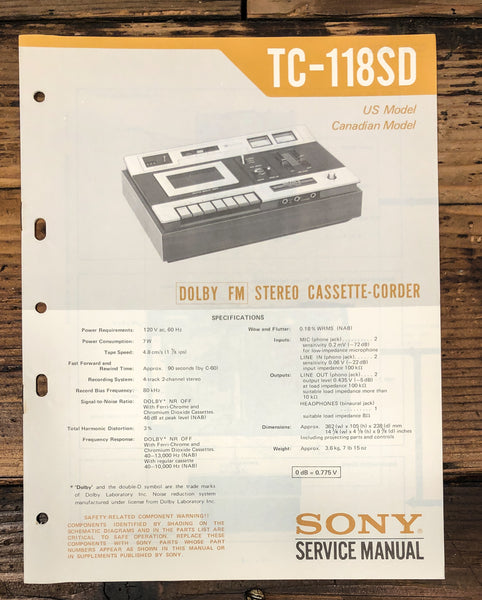 TC-118SD
US Model
Canadian Model
DOLBY FM STEREO CASSETTE-CORDER
SPECIFICATIONS
Power Requirements: 120 V ac, 60 Hz
Power Consumption: 7 W
Tape Speed: 4.8 cm/s (1 7/8 ips)
Fast Forward and
Rewind Time: Approx. 90 seconds (by C-60)
Recording System: 4 track 2-channel stereo
Record Bias Frequency: 80 kHz
Signal-to-Noise Ratio: DOLBY* NR OFF
With Ferri-Chrome and
Chromium Dioxide Cassettes.
dB at peak level (NAB)
Total Harmonic Distortion: 3%
Frequency Response: DOLBY* NR OFF
With Ferri-Chrome and
Chromium Dioxide Cassettes
40-13,000 Hz (NAB)
With regular cassette
40-10,000 Hz (NAB)
* 'Dolby' and the double-D symbol are the trade marks
of Dolby Laboratory Inc. Noise reduction system
manufactured under license from Dolby Laboratory Inc.
Wow and Flutter: 0.18% WRMS (NAB)
Inputs: MIC (phone jack) 2
sensitivity 0.2 mV (-72 dB)
for low-impedance microphone
LINE IN (phono jack) 2
sensitivity 0.06 V (-22 dB)
input impedance 100 kΩ
Outputs: LINE OUT (phono jack) 2
output level 0.435 V (-5 dB)
at load impedance 100 kΩ
suitable load impedance more than
10 kΩ
HEADPHONES (binaural jack)
1
suitable load impedance 8Ω
Dimensions: Approx. 362 (w) x 105 (h) x 238 (d) mm
14 1/4 (w) x 4 1/8 (h) x 9 3/8 (d) inches
Including projecting parts and controls
Weight: Approx. 3.6 kg, 7 lb 15 oz
0 dB = 0.775 V
SAFETY-RELATED COMPONENT WARNING!!
COMPONENTS IDENTIFIED BY SHADING ON THE
SCHEMATIC DIAGRAMS AND IN THE PARTS LIST ARE
CRITICAL TO SAFE OPERATION. REPLACE THESE
COMPONENTS WITH SONY PARTS WHOSE PART
NUMBERS APPEAR AS SHOWN IN THIS MANUAL OR
IN SUPPLEMENTS PUBLISHED BY SONY.
SONY®
SERVICE MANUAL